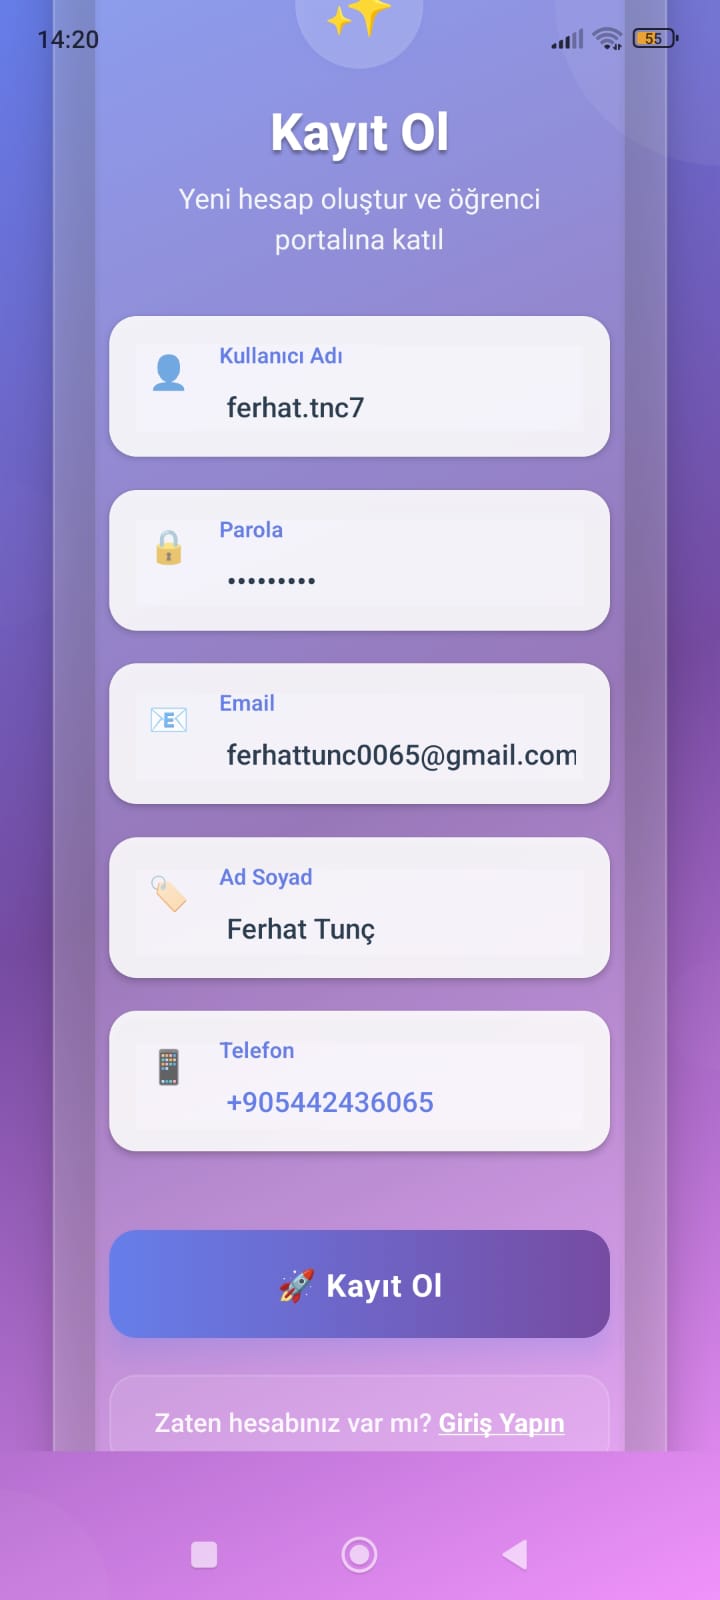 14:20
55
Kayıt Ol
Yeni hesap oluştur ve öğrenci
portalına katıl
Kullanıcı Adı
ferhat.tnc7
Parola
•••••••••
Email
ferhattunc0065@gmail.com
Ad Soyad
Ferhat Tunç
Telefon
+905442436065
🚀 Kayıt Ol
Zaten hesabınız var mı? Giriş Yapın